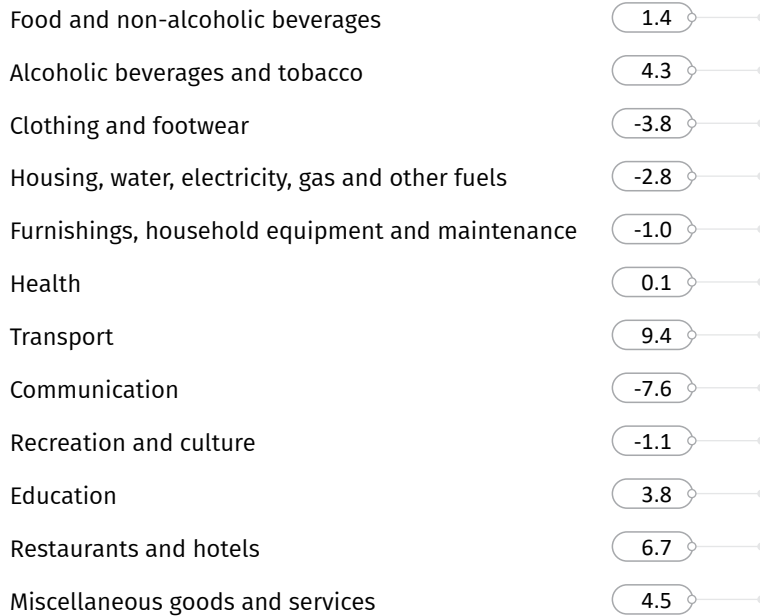 Food and non-alcoholic beverages 1.4
Alcoholic beverages and tobacco 4.3
Clothing and footwear -3.8
Housing, water, electricity, gas and other fuels -2.8
Furnishings, household equipment and maintenance -1.0
Health 0.1
Transport 9.4
Communication -7.6
Recreation and culture -1.1
Education 3.8
Restaurants and hotels 6.7
Miscellaneous goods and services 4.5